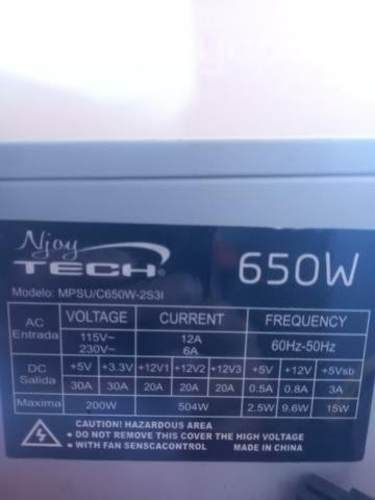 Njoy
TECH®
650W
Modelo: MPSU/C650W-2S3I
AC Entrada VOLTAGE CURRENT FREQUENCY
115V~ 12A 60Hz-50Hz
230V~ 6A
DC Salida +5V +3.3V +12V1 +12V2 +12V3 +5V +12V +5Vsb
30A 30A 20A 20A 20A 0.5A 0.8A 3A
Maxima 200W 504W 2.5W 9.6W 15W
CAUTION! HAZARDOUS AREA
• DO NOT REMOVE THIS COVER THE HIGH VOLTAGE
• WITH FAN SENSCACONTROL MADE IN CHINA